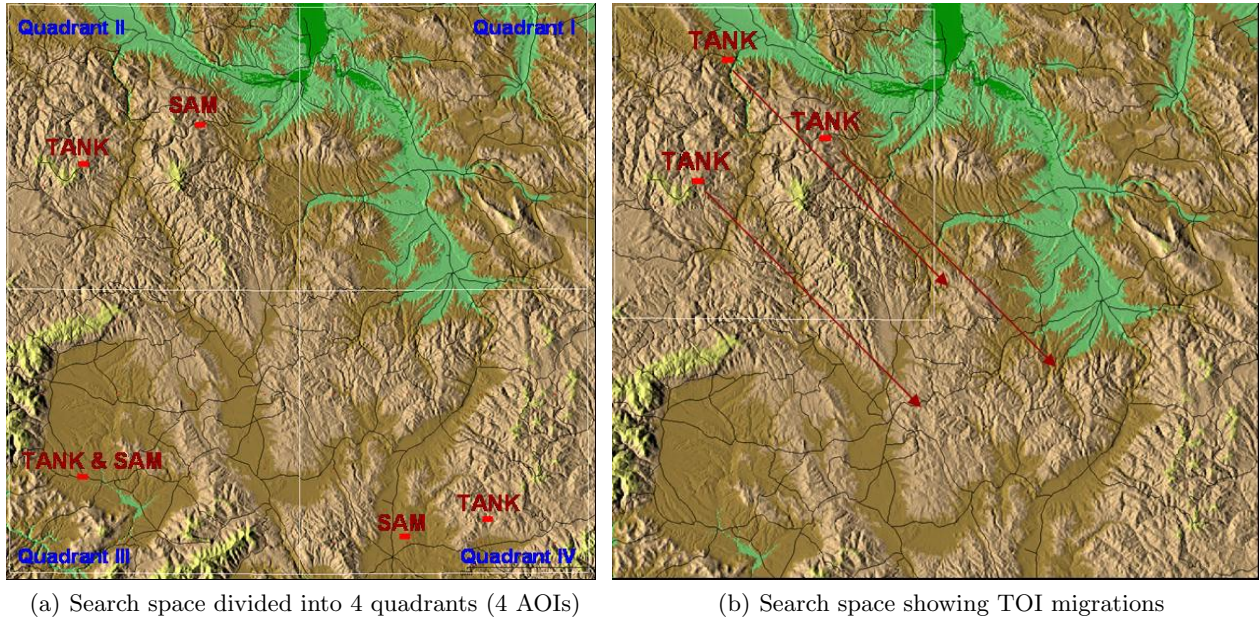 Quadrant II
Quadrant I
SAM
TANK
TANK & SAM
TANK
SAM
Quadrant III
Quadrant IV
TANK
TANK
TANK
(a) Search space divided into 4 quadrants (4 AOIs)
(b) Search space showing TOI migrations